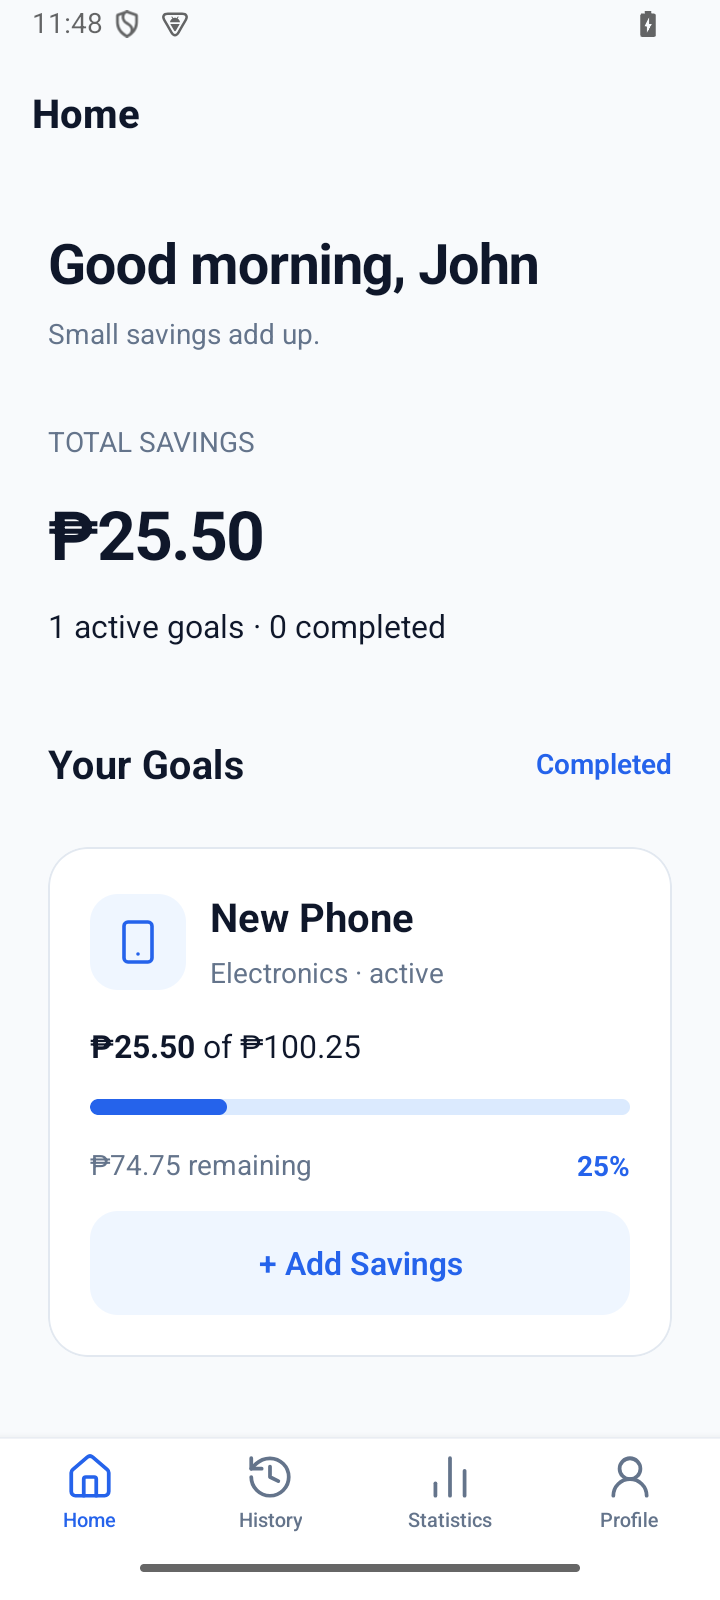 11:48
Home
Good morning, John
Small savings add up.
TOTAL SAVINGS
₱25.50
1 active goals · 0 completed
Your Goals
Completed
New Phone
Electronics · active
₱25.50 of ₱100.25
₱74.75 remaining
25%
+ Add Savings
Home
History
Statistics
Profile